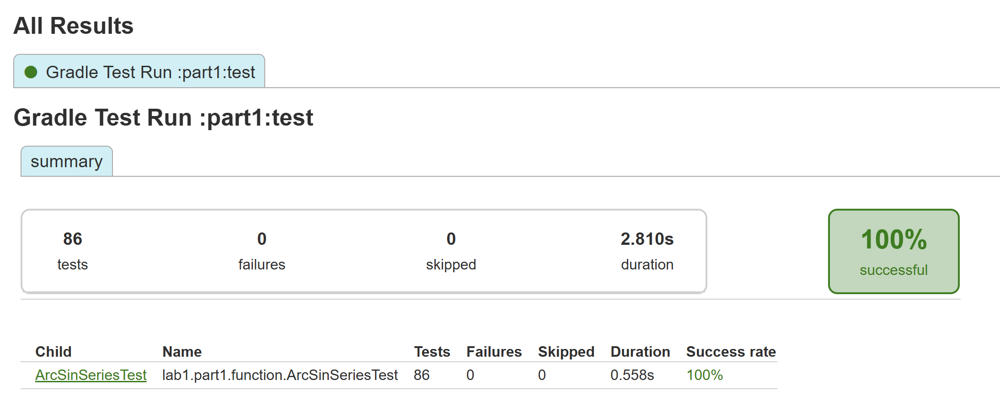 All Results
Gradle Test Run :part1:test
Gradle Test Run :part1:test
summary
86 0 0 2.810s 100%
tests failures skipped duration successful
Child Name Tests Failures Skipped Duration Success rate
ArcSinSeriesTest lab1.part1.function.ArcSinSeriesTest 86 0 0 0.558s 100%